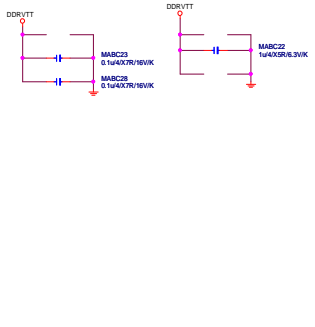 DDRVTT
DDRVTT
MABC23
0.1u/4/X7R/16V/K
MABC28
0.1u/4/X7R/16V/K
MABC22
1u/4/X5R/6.3V/K